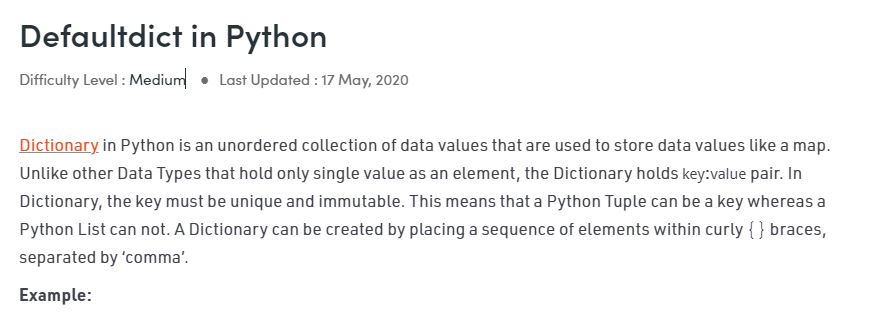 Defaultdict in Python
Difficulty Level : Medium ● Last Updated : 17 May, 2020
Dictionary in Python is an unordered collection of data values that are used to store data values like a map.
Unlike other Data Types that hold only single value as an element, the Dictionary holds key:value pair. In
Dictionary, the key must be unique and immutable. This means that a Python Tuple can be a key whereas a
Python List can not. A Dictionary can be created by placing a sequence of elements within curly { } braces,
separated by ‘comma’.
Example: